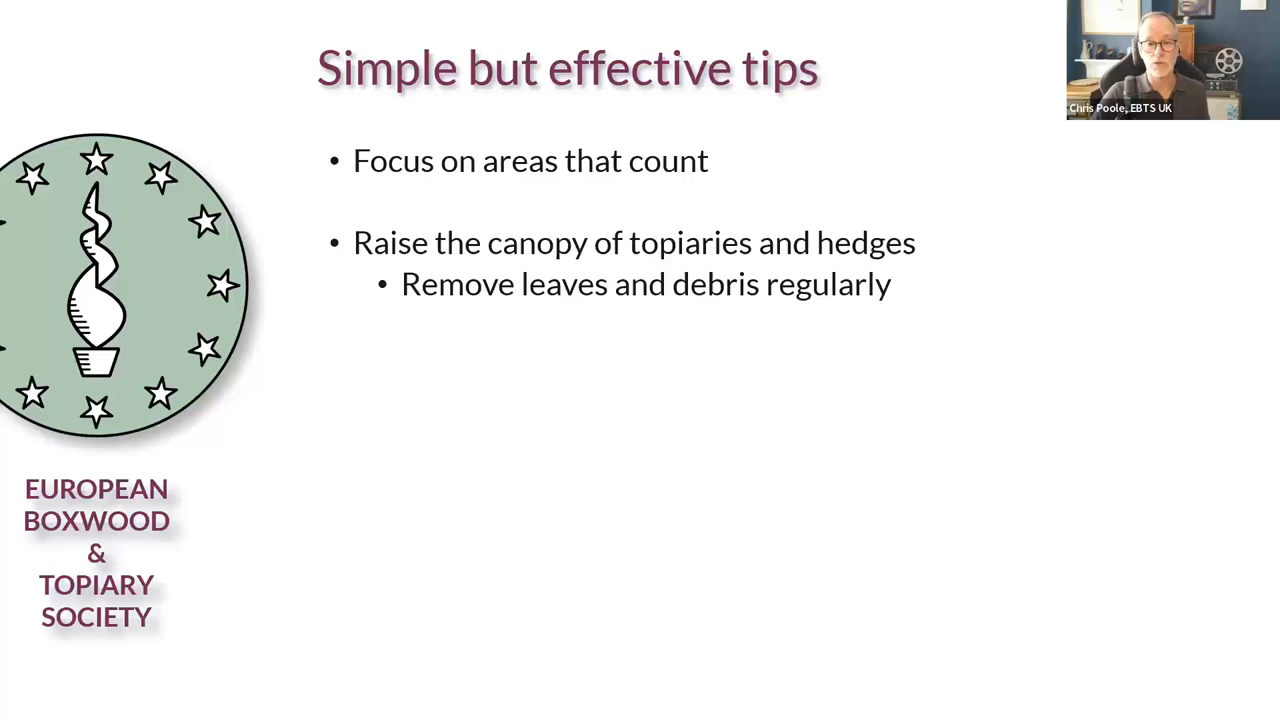 Simple but effective tips
Chris Poole, EBTS UK
• Focus on areas that count
• Raise the canopy of topiaries and hedges
• Remove leaves and debris regularly
EUROPEAN
BOXWOOD
&
TOPIARY
SOCIETY